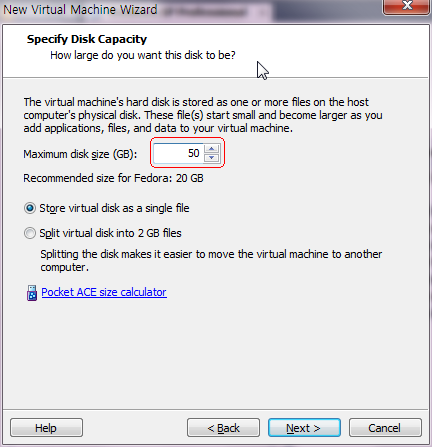 New Virtual Machine Wizard
Specify Disk Capacity
How large do you want this disk to be?
The virtual machine's hard disk is stored as one or more files on the host
computer's physical disk. These file(s) start small and become larger as you
add applications, files, and data to your virtual machine.
Maximum disk size (GB): 50
Recommended size for Fedora: 20 GB
Store virtual disk as a single file
Split virtual disk into 2 GB files
Splitting the disk makes it easier to move the virtual machine to another
computer.
Pocket ACE size calculator
Help < Back Next > Cancel